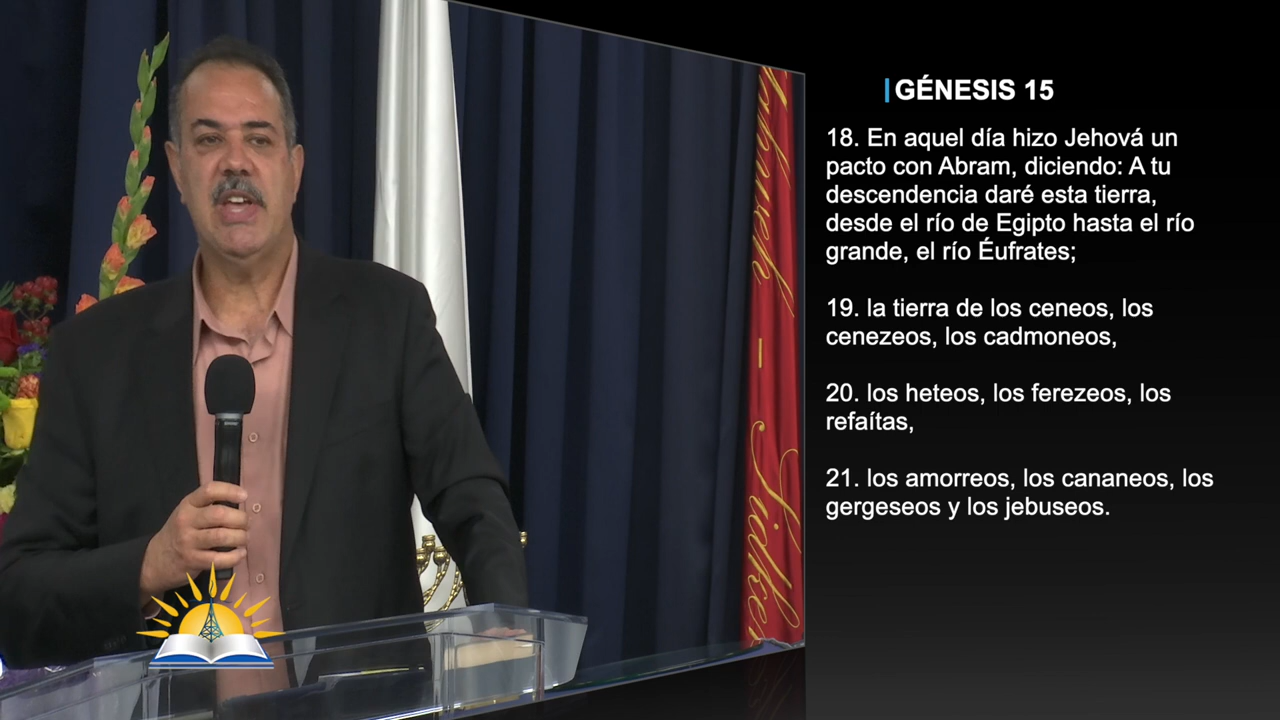 GÉNESIS 15
18. En aquel día hizo Jehová un
pacto con Abram, diciendo: A tu
descendencia daré esta tierra,
desde el río de Egipto hasta el río
grande, el río Éufrates;
19. la tierra de los ceneos, los
cenezeos, los cadmoneos,
20. los heteos, los ferezeos, los
refaítas,
21. los amorreos, los cananeos, los
gergeseos y los jebuseos.